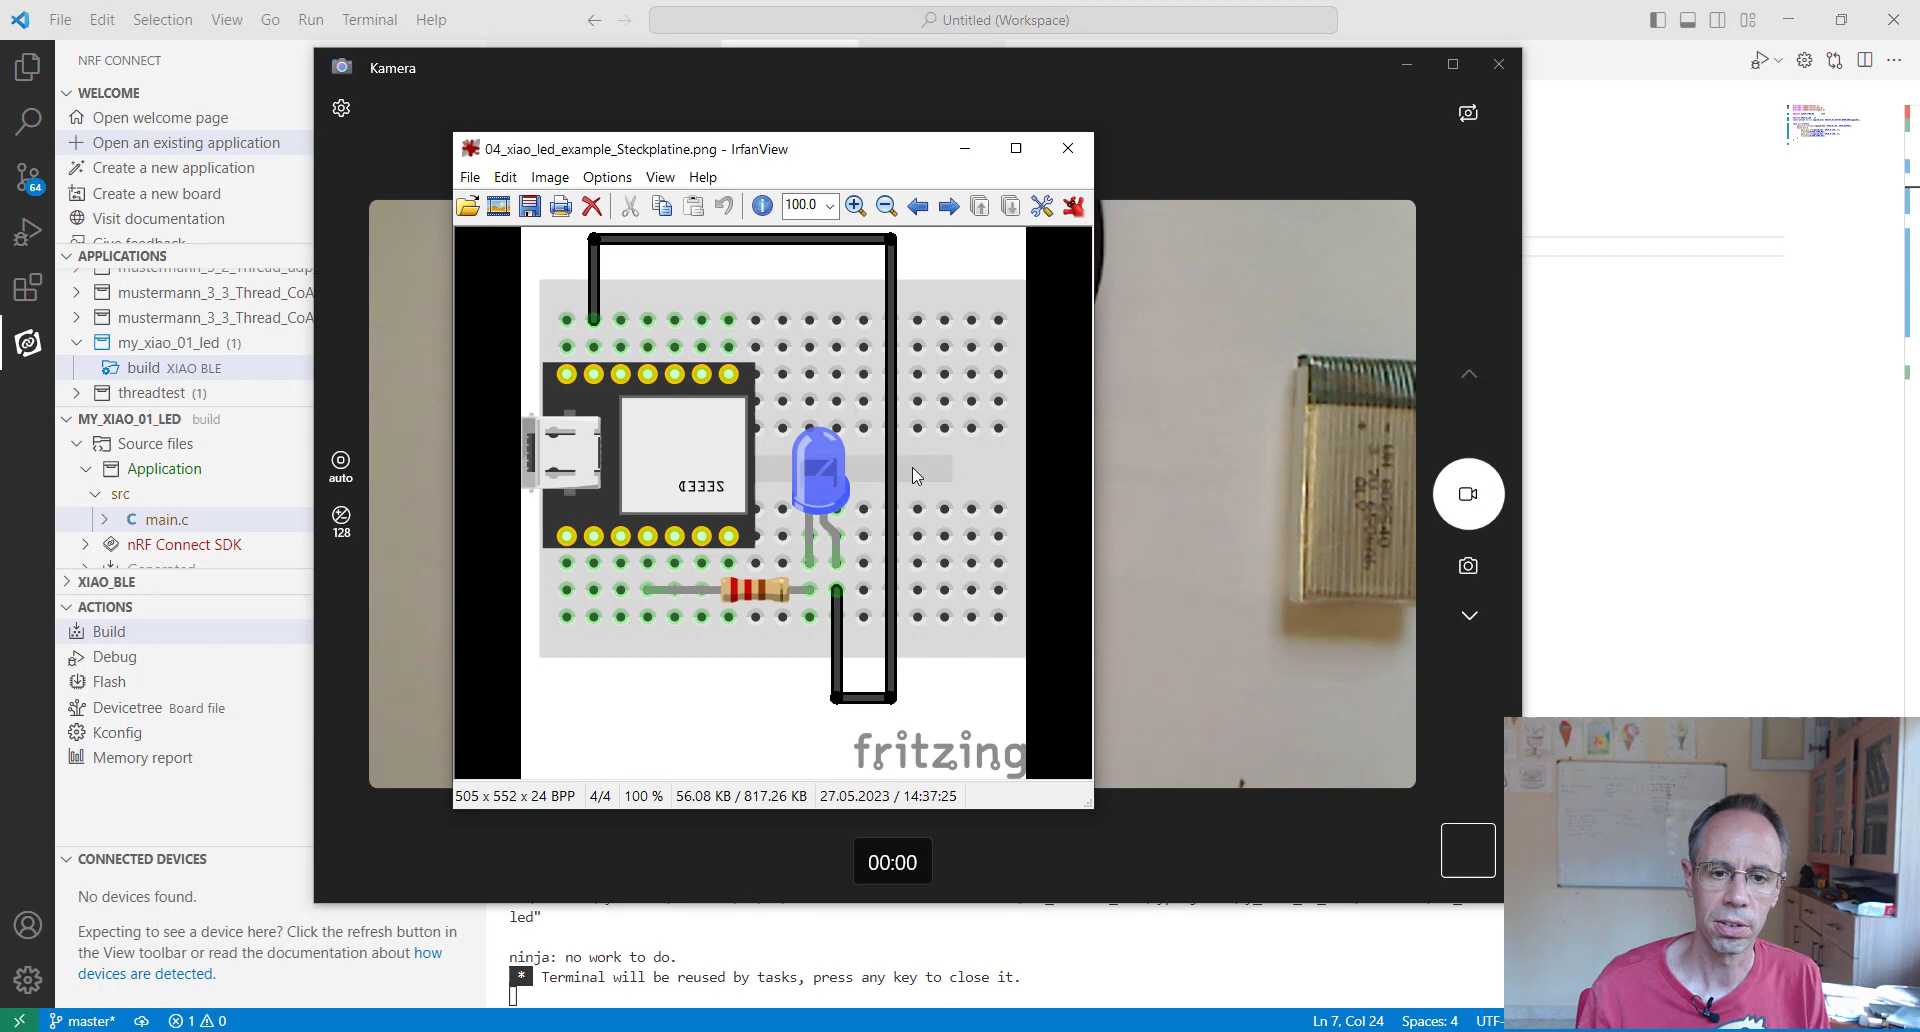 File Edit Selection View Go Run Terminal Help
Untitled (Workspace)
NRF CONNECT
WELCOME
Open welcome page
Open an existing application
Create a new application
Create a new board
Visit documentation
Give feedback
APPLICATIONS
mustermann_3_2_Thread_udp
mustermann_3_3_Thread_CoA
mustermann_3_3_Thread_CoA
my_xiao_01_led (1)
build XIAO BLE
threadtest (1)
MY_XIAO_01_LED build
Source files
Application
src
C main.c
nRF Connect SDK
Generated
XIAO_BLE
ACTIONS
Build
Debug
Flash
Devicetree Board file
Kconfig
Memory report
CONNECTED DEVICES
No devices found.
Expecting to see a device here? Click the refresh button in
the View toolbar or read the documentation about how
devices are detected.
64
Kamera
auto
128
04_xiao_led_example_Steckplatine.png - IrfanView
File Edit Image Options View Help
100.0
SEEED
fritzing
505 x 552 x 24 BPP 4/4 100 % 56.08 KB / 817.26 KB 27.05.2023 / 14:37:25
00:00
led"
ninja: no work to do.
* Terminal will be reused by tasks, press any key to close it.
master* 1 0
Ln 7, Col 24 Spaces: 4 UTF-